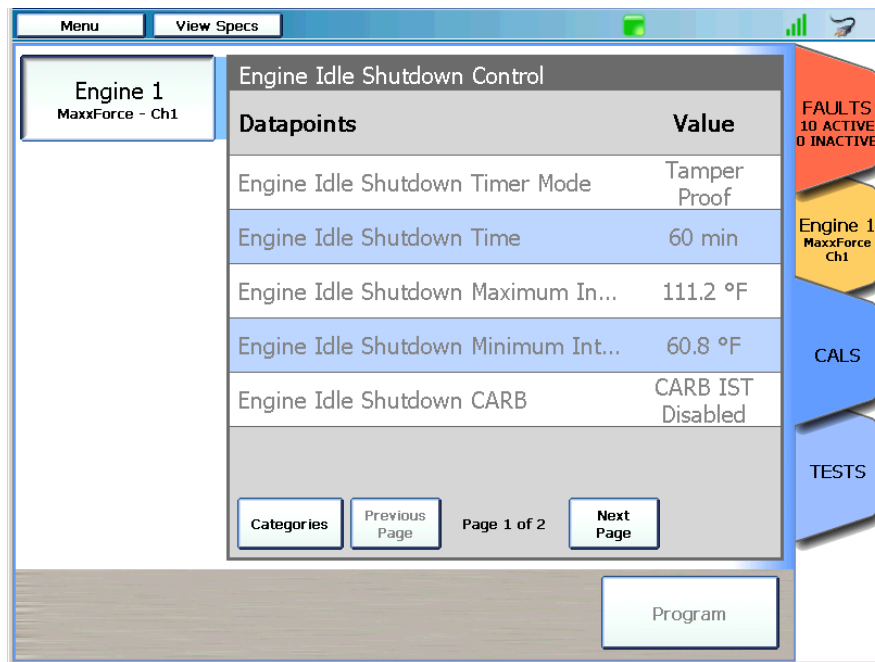 Menu
View Specs
Engine 1
MaxxForce - Ch1
Engine Idle Shutdown Control
Datapoints
Value
Engine Idle Shutdown Timer Mode
Tamper
Proof
Engine Idle Shutdown Time
60 min
Engine Idle Shutdown Maximum In...
111.2 °F
Engine Idle Shutdown Minimum Int...
60.8 °F
Engine Idle Shutdown CARB
CARB IST
Disabled
Categories
Previous
Page
Page 1 of 2
Next
Page
Program
FAULTS
10 ACTIVE
0 INACTIVE
Engine 1
MaxxForce
Ch1
CALS
TESTS